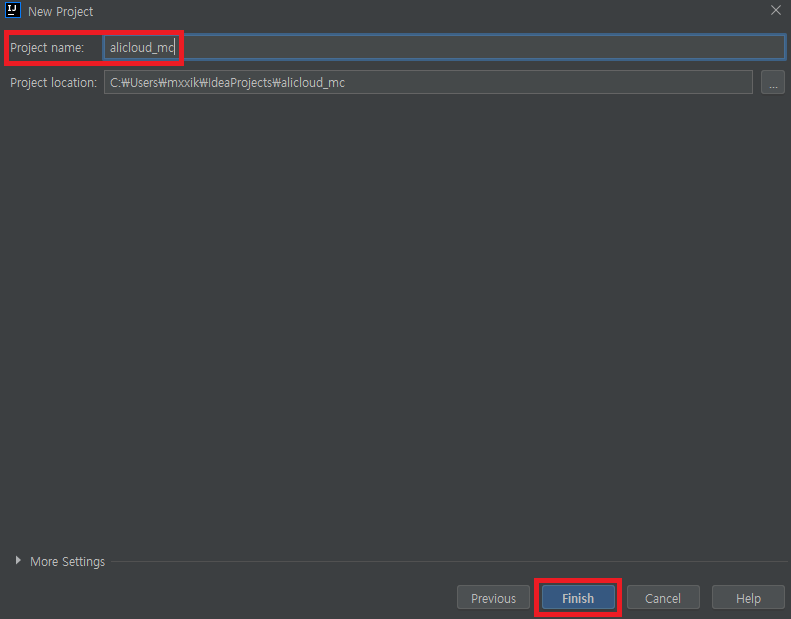 IJ New Project
Project name: alicloud_mc
Project location: C:₩Users₩mxxik₩IdeaProjects₩alicloud_mc ...
More Settings
Previous Finish Cancel Help